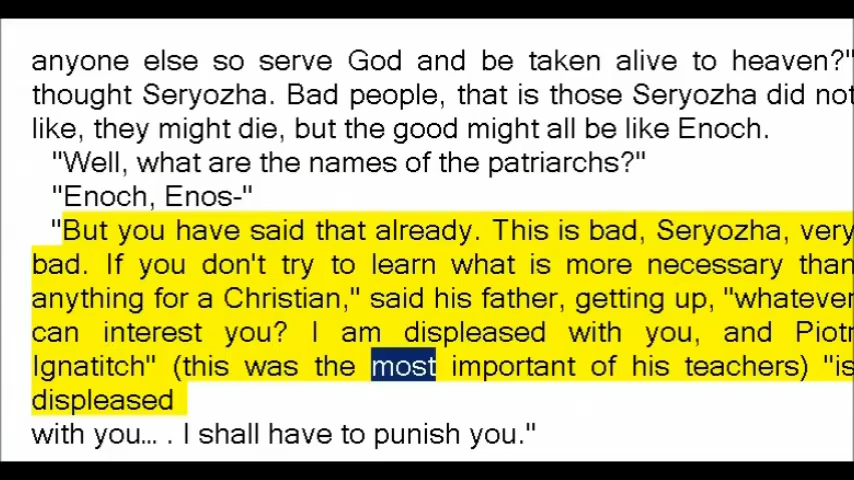 anyone else so serve God and be taken alive to heaven?"
thought Seryozha. Bad people, that is those Seryozha did not
like, they might die, but the good might all be like Enoch.
"Well, what are the names of the patriarchs?"
"Enoch, Enos-"
"But you have said that already. This is bad, Seryozha, very
bad. If you don't try to learn what is more necessary than
anything for a Christian," said his father, getting up, "whatever
can interest you? I am displeased with you, and Piotr
Ignatitch" (this was the most important of his teachers) "is
displeased
with you... . I shall have to punish you."